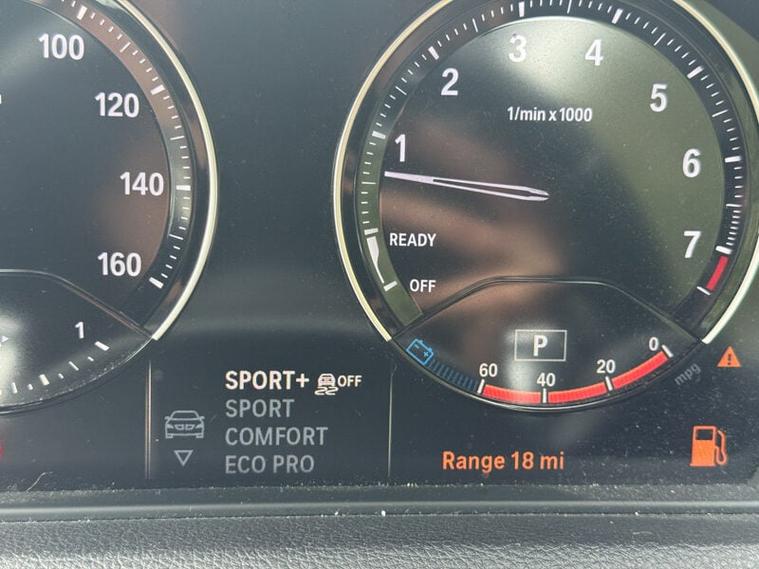 100
120
140
160
1
1
2
3
4
5
6
7
1/min x 1000
READY
OFF
P
60
40
20
0
mpg
SPORT+ OFF
SPORT
COMFORT
ECO PRO
Range 18 mi